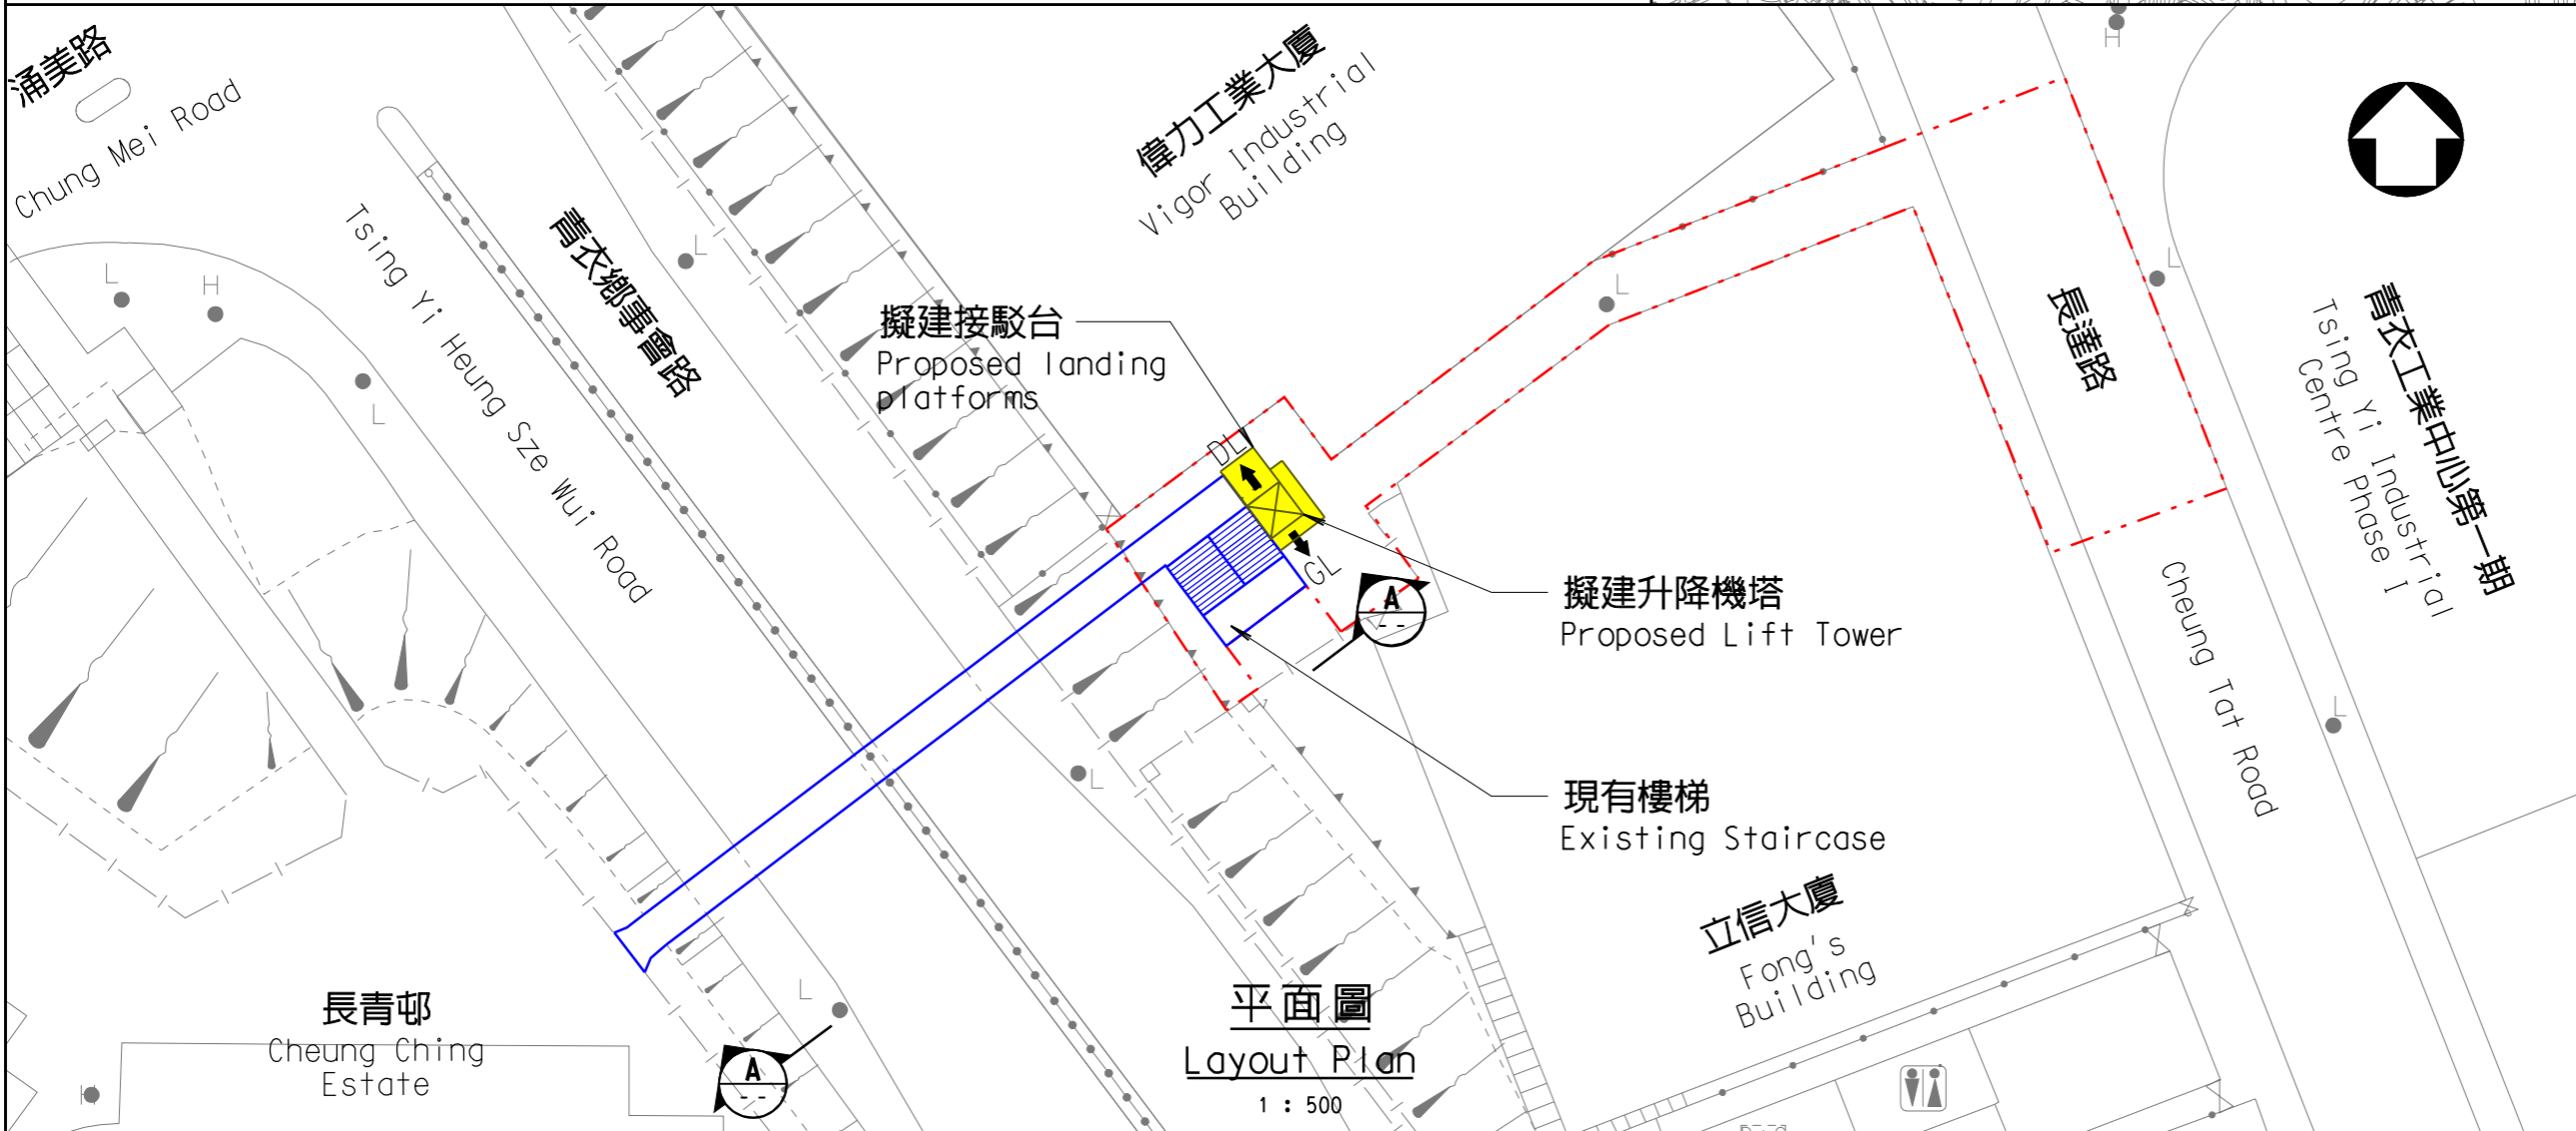 涌美路
Chung Mei Road
Tsing Yi Heung Sze Wui Road
青衣鄉事會路
偉力工業大廈
Vigor Industrial
Building
H
L
H
L
L
L
L
擬建接駁台
Proposed landing
platforms
DL
GL
A
--
長達路
Cheung Tat Road
青衣工業中心第一期
Tsing Yi Industrial
Centre Phase I
擬建升降機塔
Proposed Lift Tower
現有樓梯
Existing Staircase
L
L
L
立信大廈
Fong's
Building
長青邨
Cheung Ching
Estate
H
A
--
平面圖
Layout Plan
1 : 500